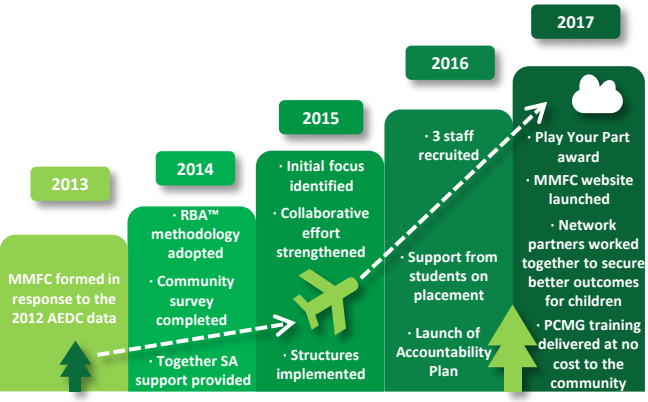 2013
MMFC formed in
response to the
2012 AEDC data
2014
· RBA™
methodology
adopted
· Community
survey
completed
· Together SA
support provided
2015
· Initial focus
identified
· Collaborative
effort
strengthened
· Structures
implemented
2016
· 3 staff
recruited
· Support from
students on
placement
· Launch of
Accountability
Plan
2017
· Play Your Part
award
· MMFC website
launched
· Network
partners worked
together to secure
better outcomes
for children
· PCMG training
delivered at no
cost to the
community